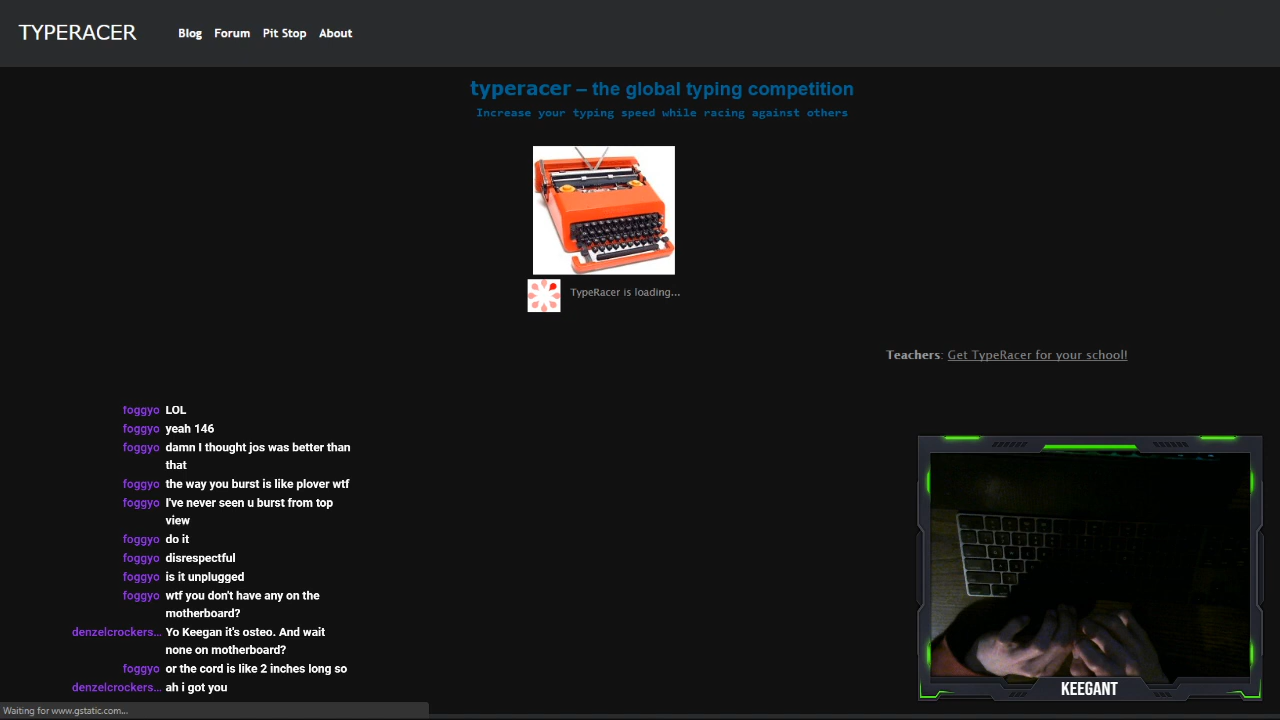 TYPERACER
Blog Forum Pit Stop About
typeracer – the global typing competition
Increase your typing speed while racing against others
TypeRacer is loading...
Teachers: Get TypeRacer for your school!
foggyo LOL
foggyo yeah 146
foggyo damn I thought jos was better than
that
foggyo the way you burst is like plover wtf
foggyo I've never seen u burst from top
view
foggyo do it
foggyo disrespectful
foggyo is it unplugged
foggyo wtf you don't have any on the
motherboard?
denzelcrockers... Yo Keegan it's osteo. And wait
none on motherboard?
foggyo or the cord is like 2 inches long so
denzelcrockers... ah i got you
KEEGANT
Waiting for www.gstatic.com...